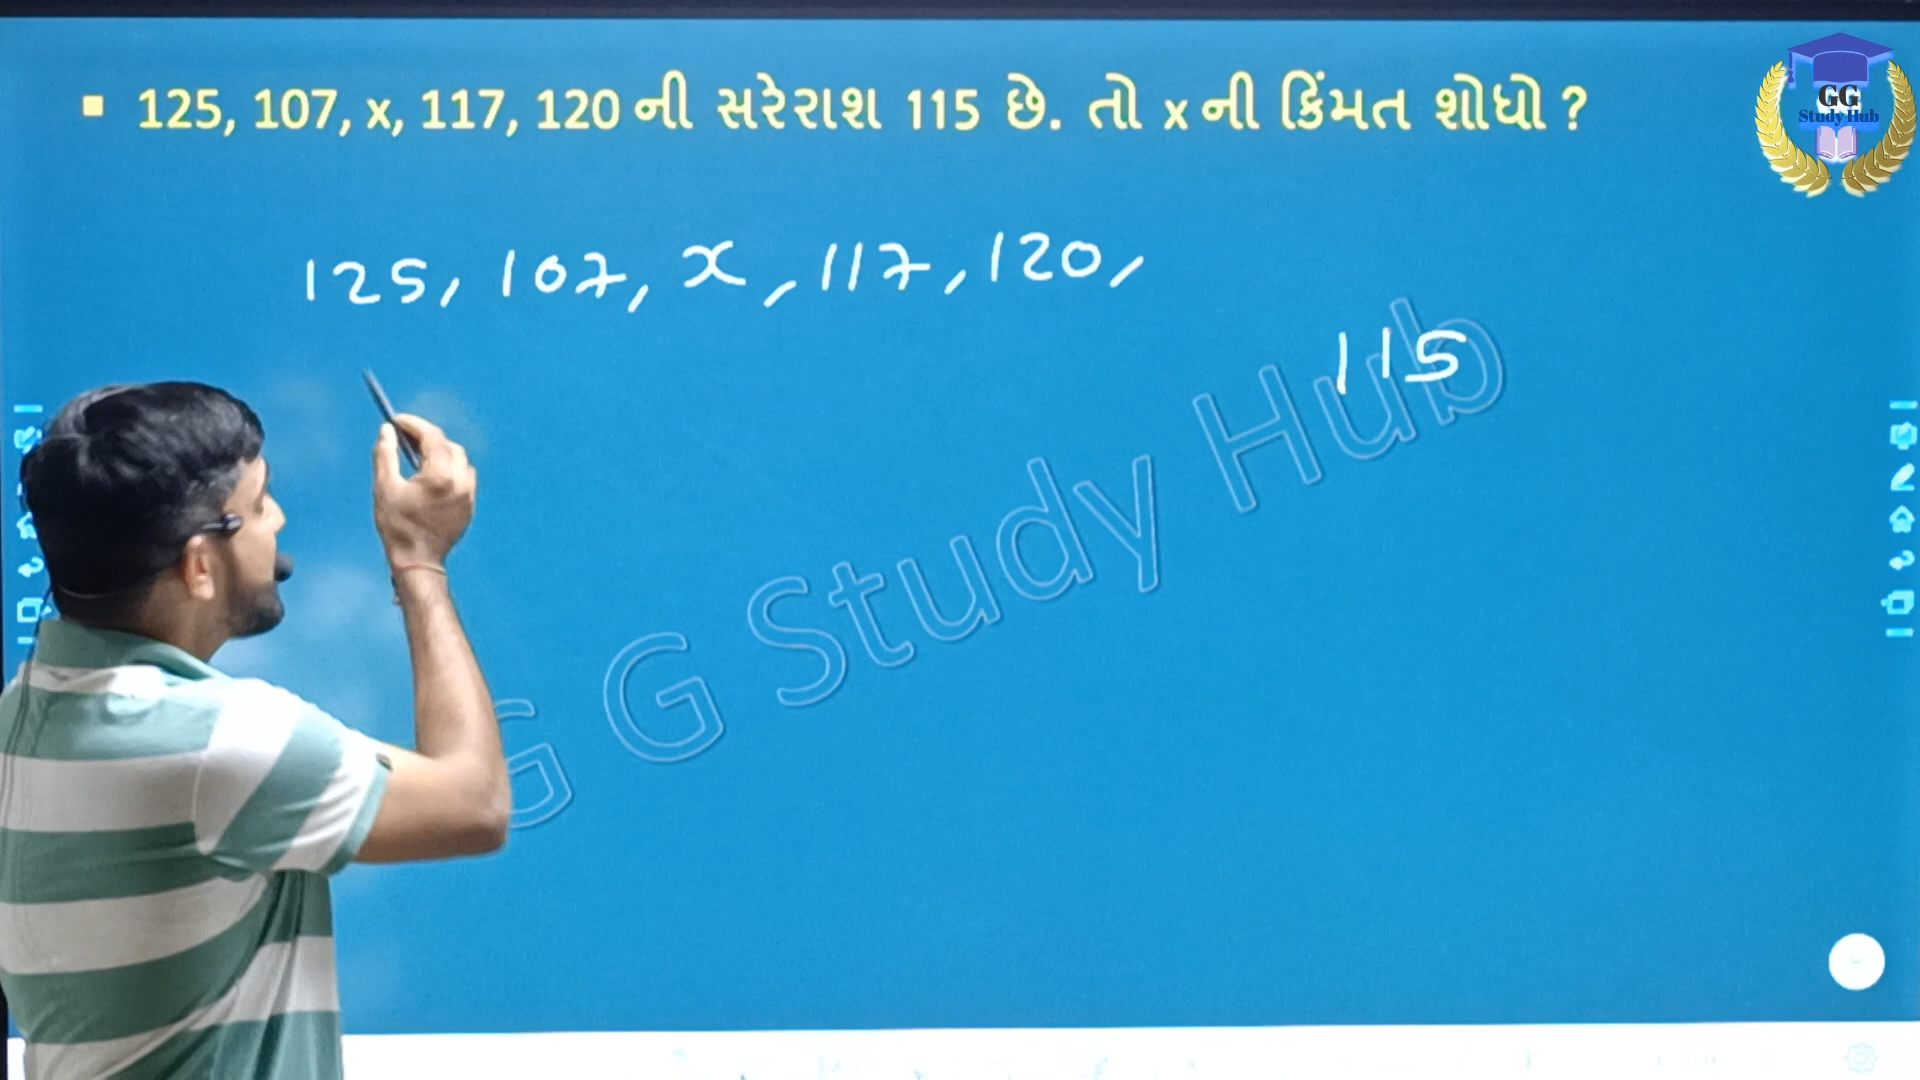 ▪ 125, 107, x, 117, 120 ની સરેરાશ 115 છે. તો x ની કિંમત શોધો ?
GG
Study Hub
125, 107, x, 117, 120,
115
G G Study Hub